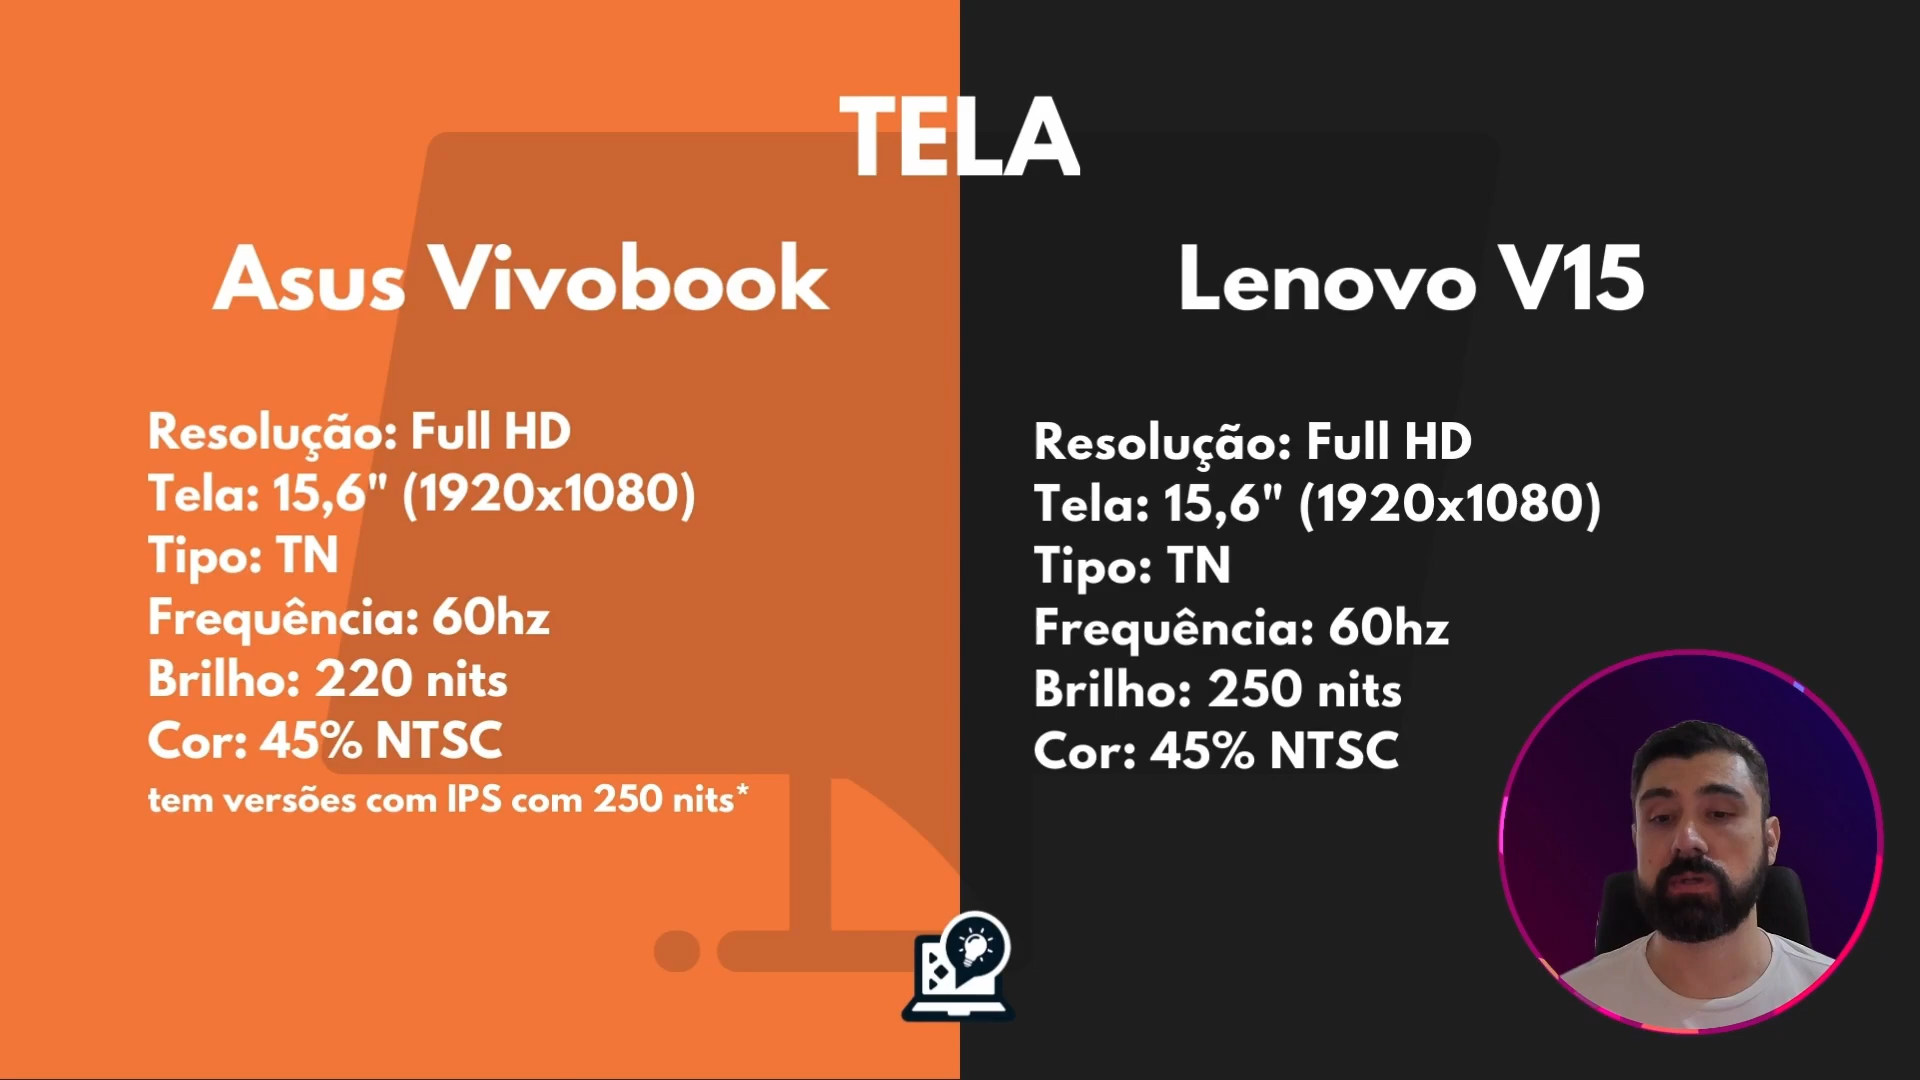 TELA
Asus Vivobook
Resolução: Full HD
Tela: 15,6" (1920x1080)
Tipo: TN
Frequência: 60hz
Brilho: 220 nits
Cor: 45% NTSC
tem versões com IPS com 250 nits*
Lenovo V15
Resolução: Full HD
Tela: 15,6" (1920x1080)
Tipo: TN
Frequência: 60hz
Brilho: 250 nits
Cor: 45% NTSC